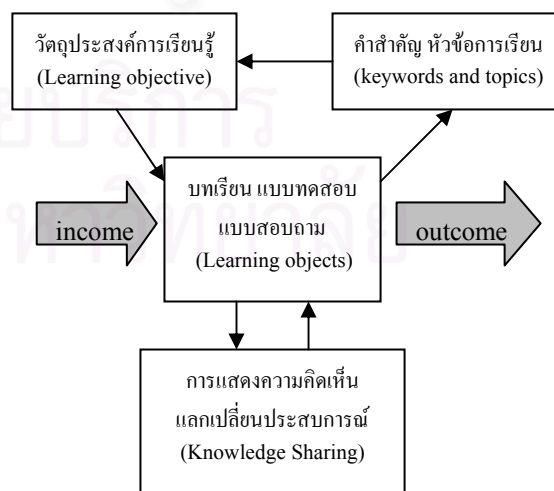 วัตถุประสงค์การเรียนรู้
(Learning objective)
คำสำคัญ หัวข้อการเรียน
(keywords and topics)
income
บทเรียน แบบทดสอบ
แบบสอบถาม
(Learning objects)
outcome
การแสดงความคิดเห็น
แลกเปลี่ยนประสบการณ์
(Knowledge Sharing)